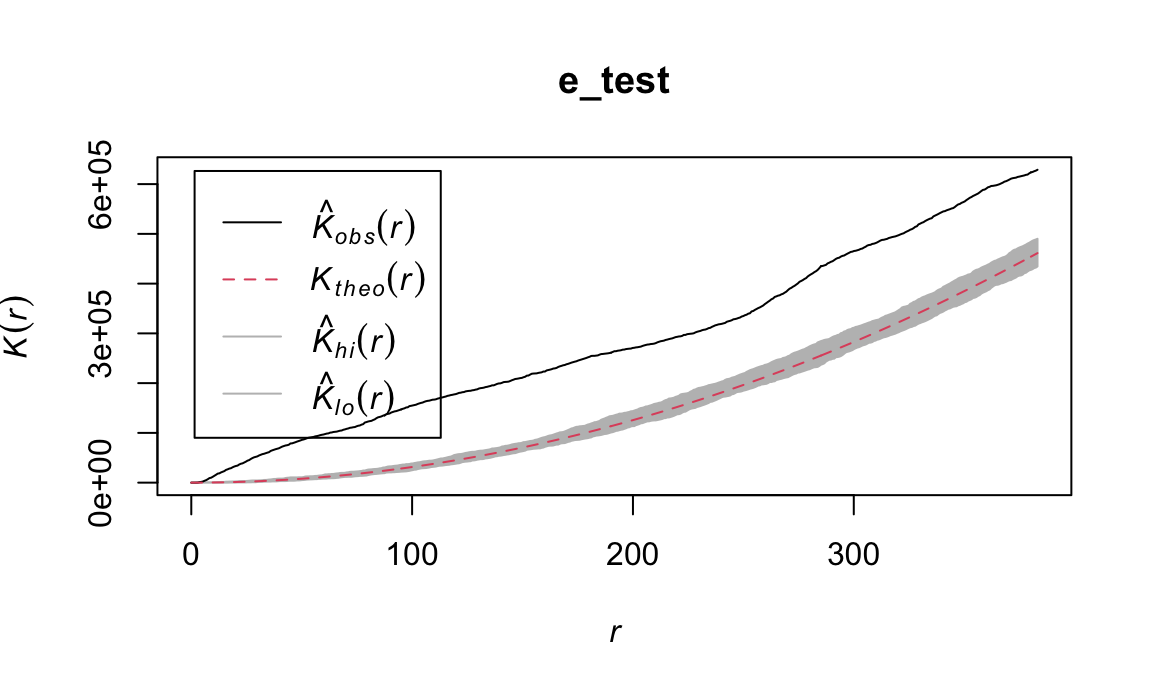 e_test
K(r)
6e+05
3e+05
0e+00
K̂obs(r)
Ktheo(r)
K̂hi(r)
K̂lo(r)
0 100 200 300
r